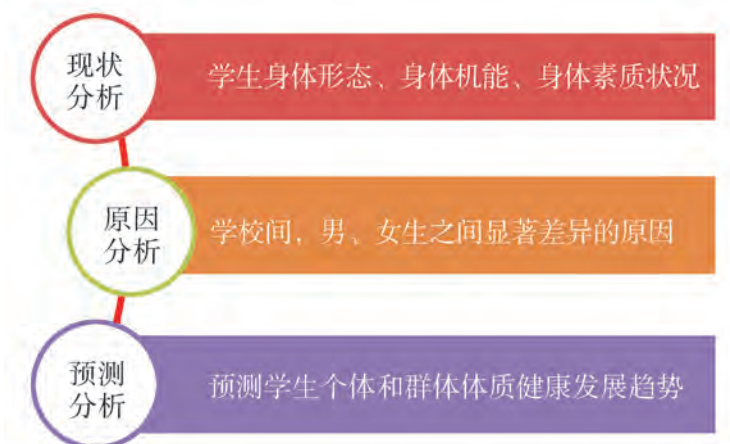 现状
分析
学生身体形态、身体机能、身体素质状况
原因
分析
学校间，男、女生之间显著差异的原因
预测
分析
预测学生个体和群体体质健康发展趋势